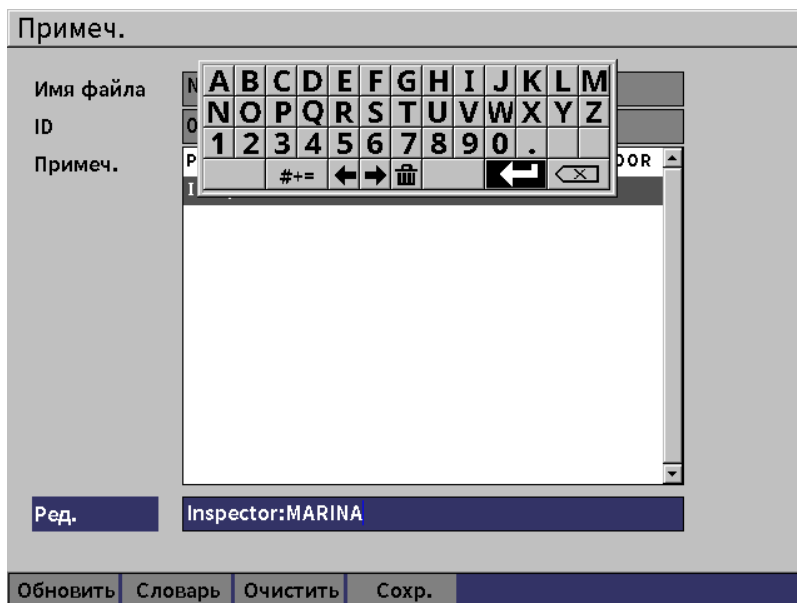 Примеч.
A B C D E F G H I J K L M
Имя файла
N O P Q R S T U V W X Y Z
ID
1 2 3 4 5 6 7 8 9 0 .
Примеч.
#+=
Ред.
Inspector:MARINA
Обновить Словарь Очистить Сохр.